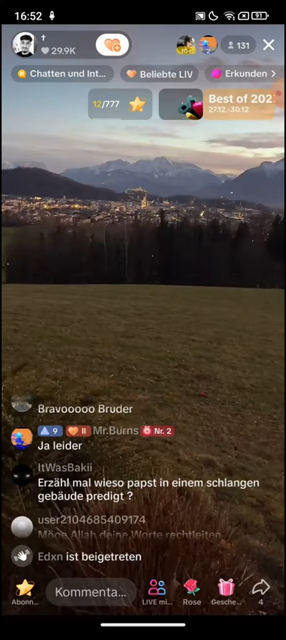 16:52
91
†
29.9K
131
Chatten und Int...
Beliebte LIV
Erkunden >
12/777
Best of 202
27.12.-30.12
Bravooooo Bruder
9 II Mr.Burns Nr. 2
Ja leider
ItWasBakii
Erzähl mal wieso papst in einem schlangen
gebäude predigt ?
user2104685409174
Möge Allah deine Worte rechtleiten
Edxn ist beigetreten
Abonn...
Kommenta...
LIVE mi...
Rose
Gesche...
4